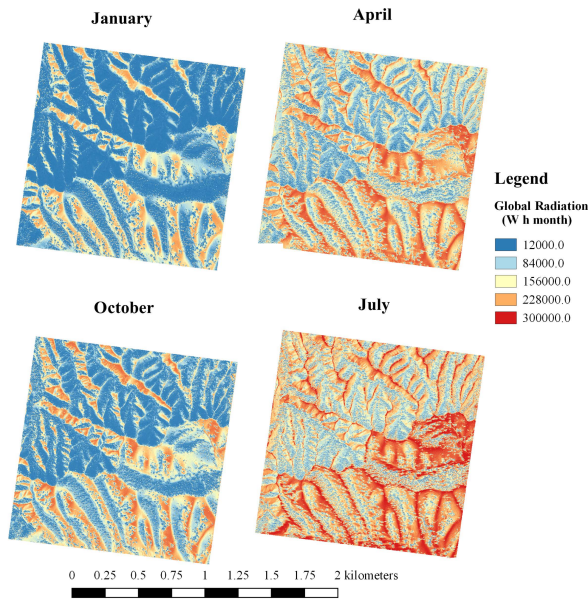 January
April
Legend
Global Radiation
(W h month)
12000.0
84000.0
156000.0
228000.0
300000.0
October
July
0 0.25 0.5 0.75 1 1.25 1.5 1.75 2 kilometers